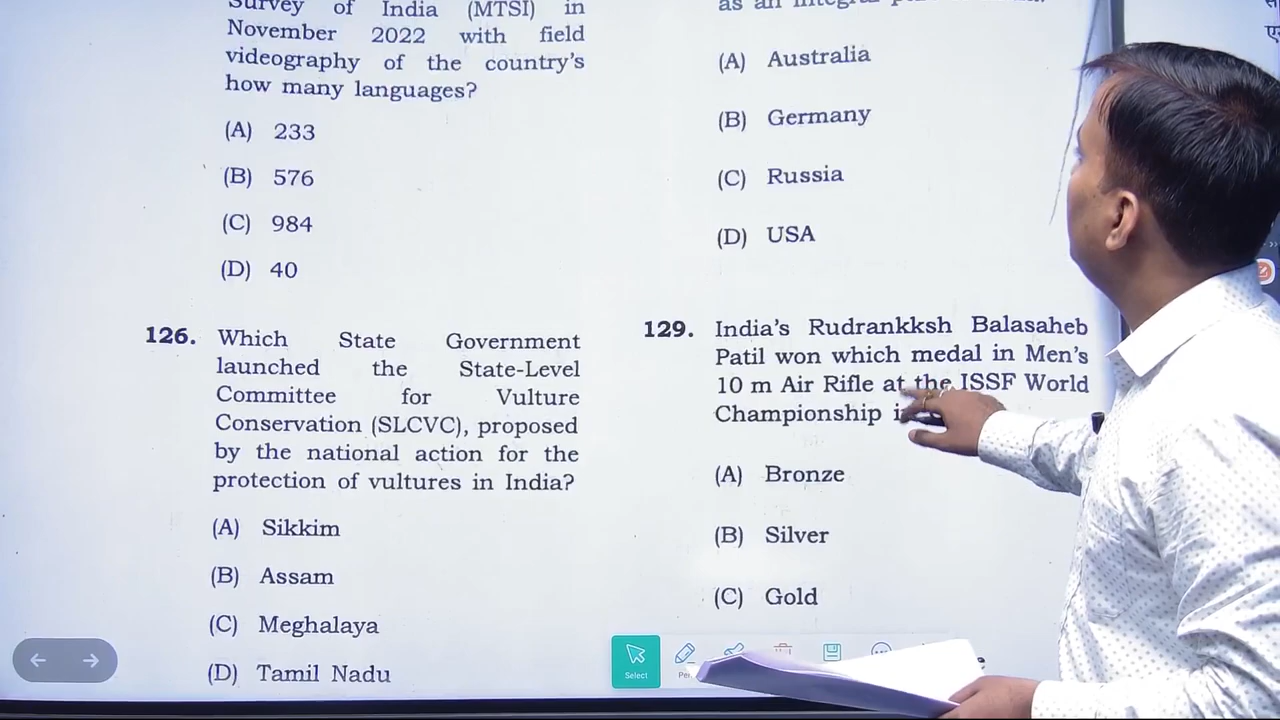 Survey of India (MTSI) in
November 2022 with field
videography of the country's
how many languages?
(A) 233
(B) 576
(C) 984
(D) 40
126. Which State Government
launched the State-Level
Committee for Vulture
Conservation (SLCVC), proposed
by the national action for the
protection of vultures in India?
(A) Sikkim
(B) Assam
(C) Meghalaya
(D) Tamil Nadu
as an integral
(A) Australia
(B) Germany
(C) Russia
(D) USA
129. India's Rudrankksh Balasaheb
Patil won which medal in Men's
10 m Air Rifle at the ISSF World
Championship
(A) Bronze
(B) Silver
(C) Gold
Select